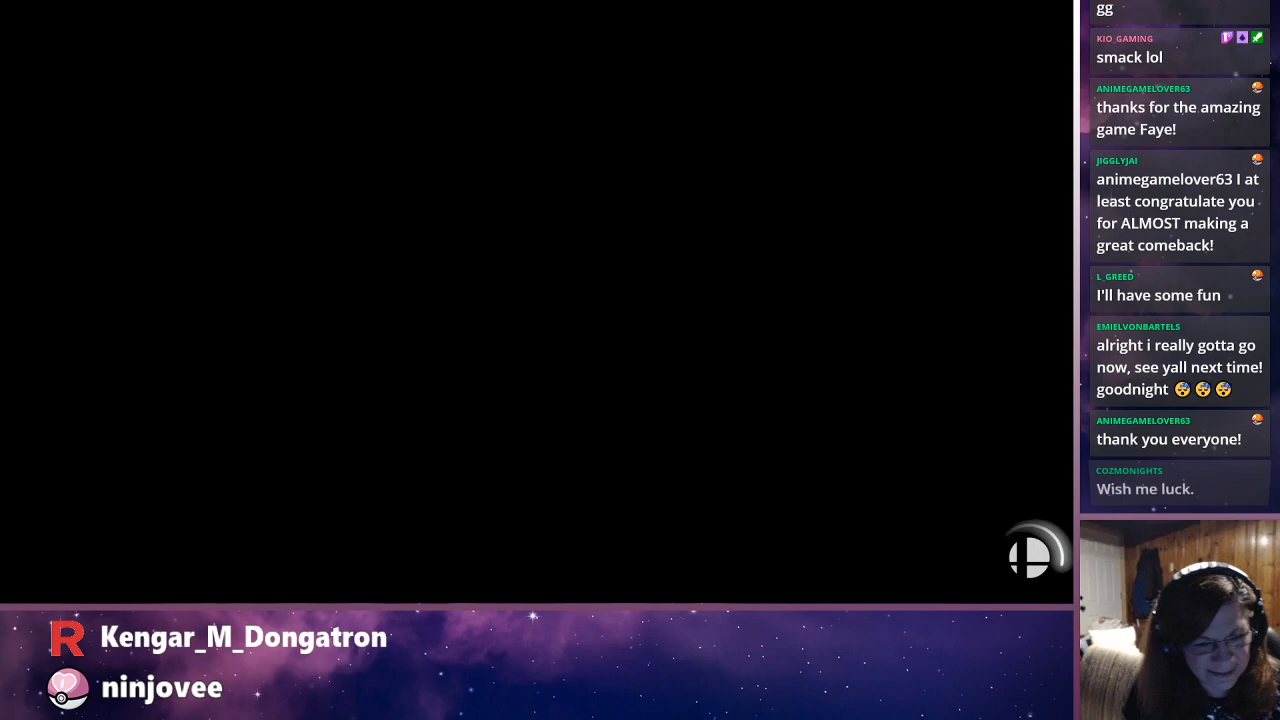 gg
KIO_GAMING
smack lol
ANIMEGAMELOVER63
thanks for the amazing
game Faye!
JIGGLYJAI
animegamelover63 I at
least congratulate you
for ALMOST making a
great comeback!
L_GREED
I'll have some fun
EMIELVONBARTELS
alright i really gotta go
now, see yall next time!
goodnight 😴 😴 😴
ANIMEGAMELOVER63
thank you everyone!
COZMONIGHTS
Wish me luck.
R Kengar_M_Dongatron
ninjovee